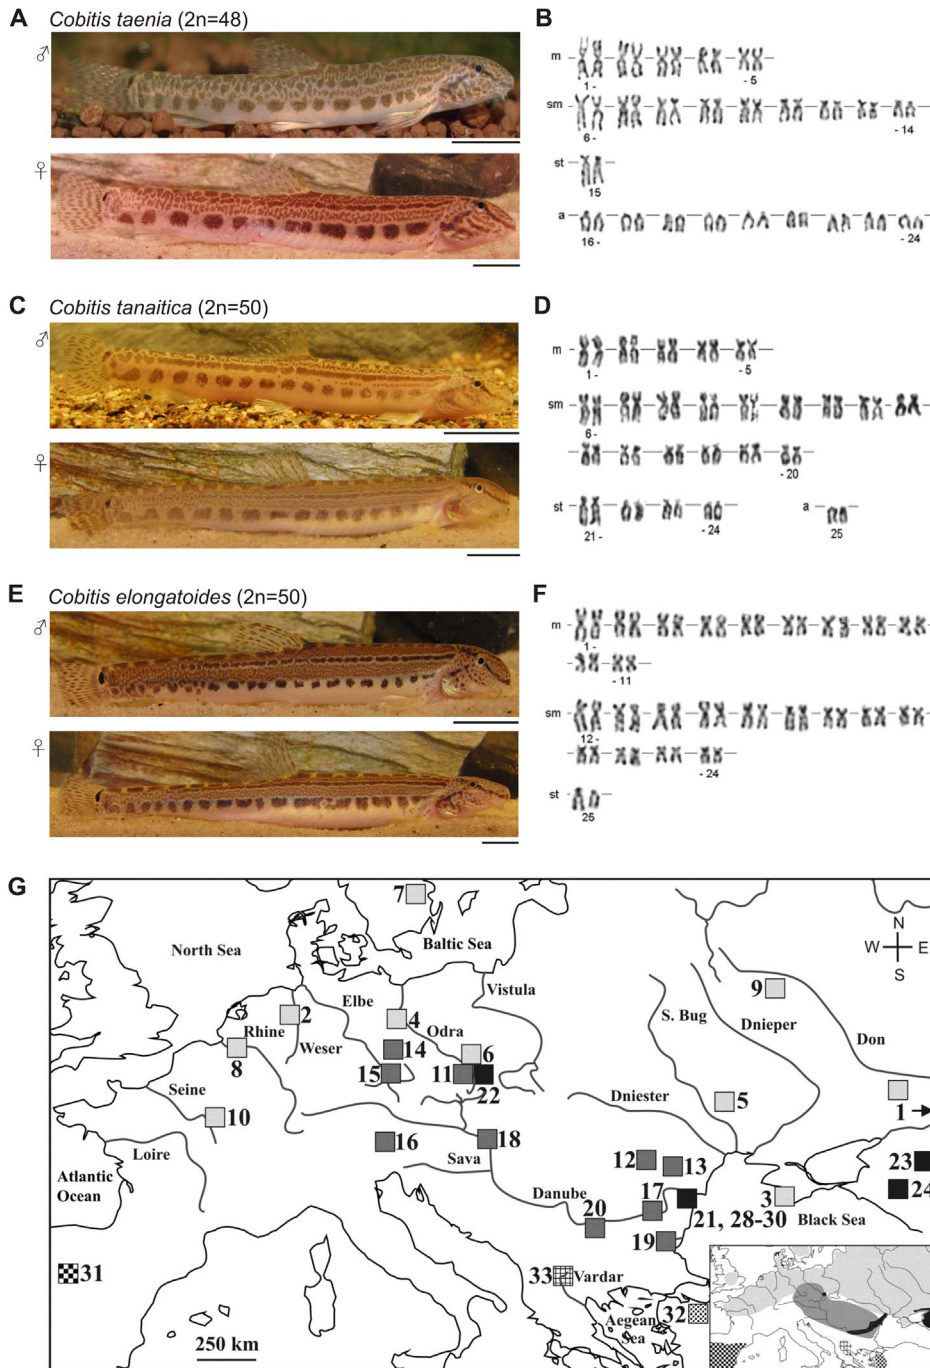 A Cobitis taenia (2n=48)
♂
♀
B
m
1 -
- 5
sm
6 -
- 14
st
15
a
16 -
- 24
C Cobitis tanaitica (2n=50)
♂
♀
D
m
1 -
- 5
sm
6 -
- 20
st
21 -
- 24
a
25
E Cobitis elongatoides (2n=50)
♂
♀
F
m
1 -
- 11
sm
12 -
- 24
st
25
G
7
North Sea
Baltic Sea
N
W E
S
Vistula
Elbe
9
2
4
S. Bug
Dnieper
Rhine
Odra
Don
Weser
14
6
8
15
11
22
Seine
Dniester
5
1
10
16
18
Loire
Sava
12
13
23
Atlantic
Ocean
24
17
3
Danube
20
21, 28-30
Black Sea
19
31
33
Vardar
32
Aegean
Sea
250 km